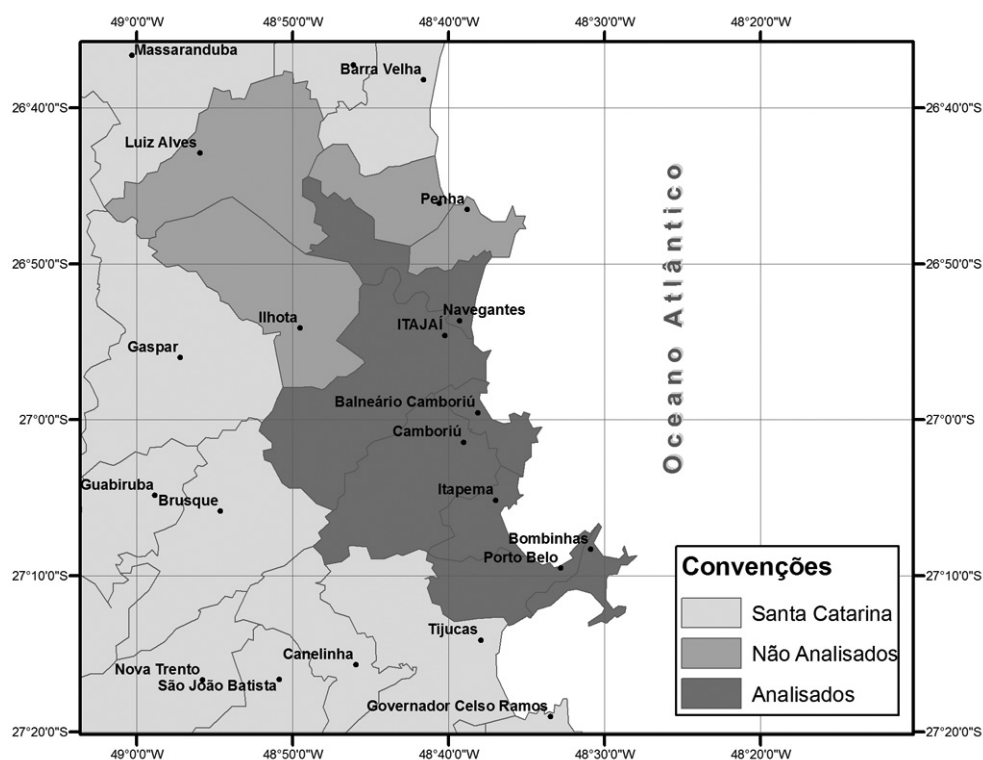 49°0'0"W 48°50'0"W 48°40'0"W 48°30'0"W 48°20'0"W
Massaranduba
Barra Velha
26°40'0"S 26°40'0"S
Luiz Alves
Penha
Oceano Atlântico
26°50'0"S 26°50'0"S
Navegantes
Ilhota
ITAJAÍ
Gaspar
Balneário Camboriú
27°0'0"S 27°0'0"S
Camboriú
Guabiruba
Itapema
Brusque
Bombinhas
Porto Belo
27°10'0"S 27°10'0"S
Convenções
Santa Catarina
Não Analisados
Analisados
Tijucas
Canelinha
Nova Trento
São João Batista
Governador Celso Ramos
27°20'0"S 27°20'0"S
49°0'0"W 48°50'0"W 48°40'0"W 48°30'0"W 48°20'0"W